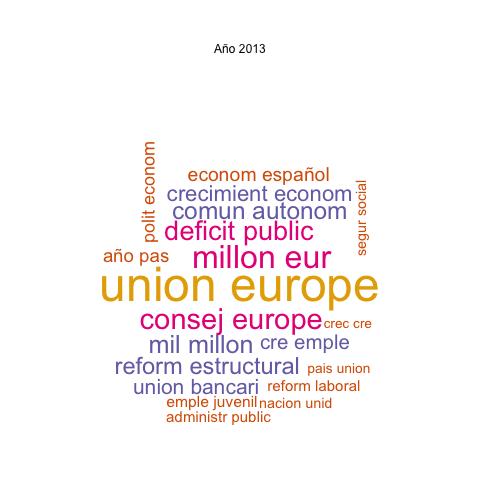 Año 2013
polit econom
econom español
segur social
crecimient econom
comun autonom
deficit public
año pas
millon eur
union europe
consej europe
crec cre
mil millon
cre emple
reform estructural
pais union
union bancari
reform laboral
emple juvenil
nacion unid
administr public